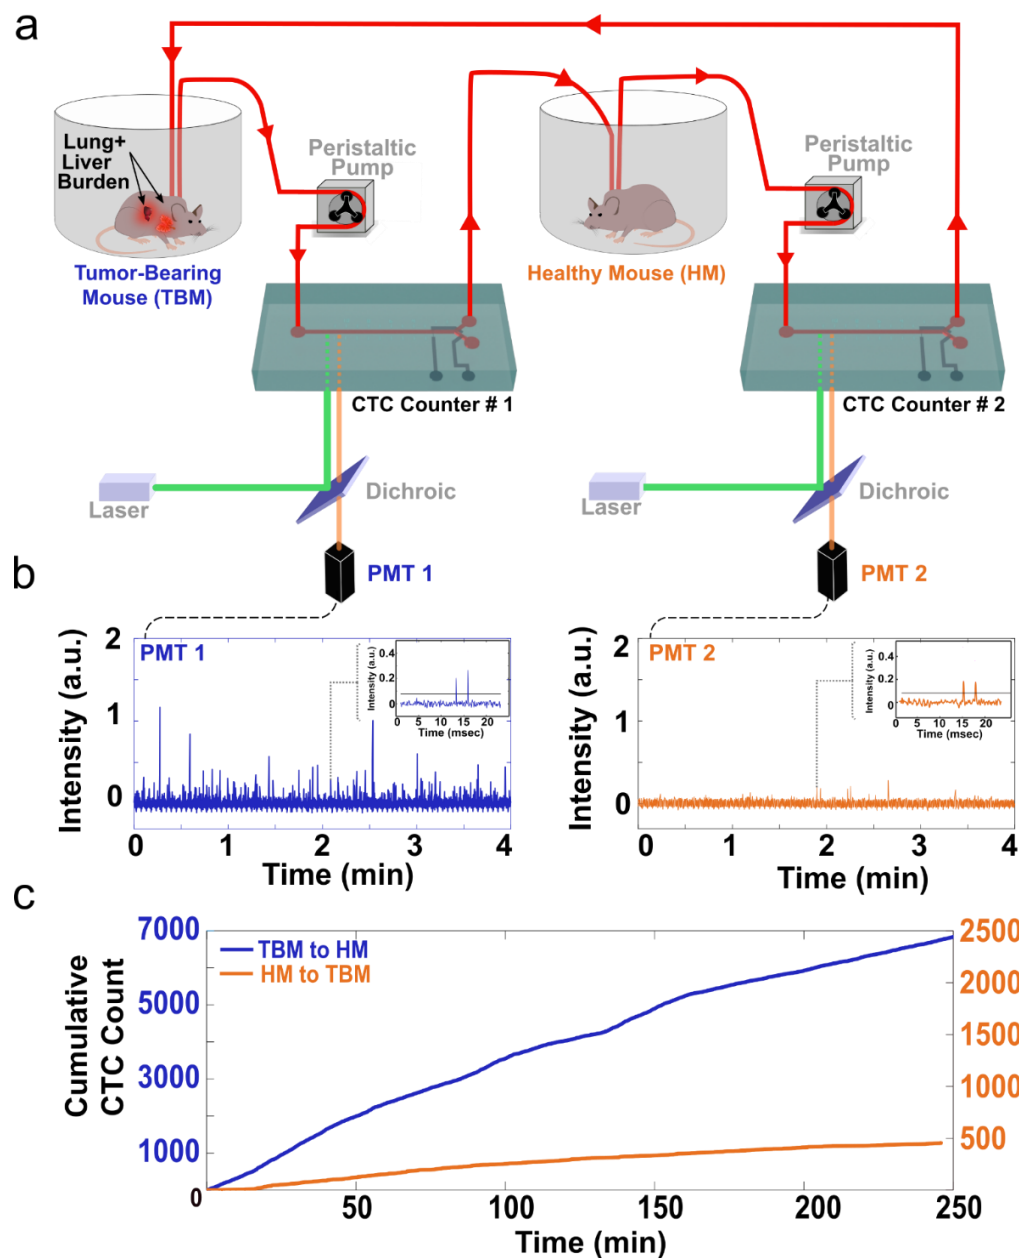 a
Lung+
Liver
Burden
Peristaltic
Pump
Peristaltic
Pump
Tumor-Bearing
Mouse (TBM)
Healthy Mouse (HM)
CTC Counter # 1
CTC Counter # 2
Laser
Dichroic
Laser
Dichroic
PMT 1
PMT 2
b
Intensity (a.u.)
2
1
0
PMT 1
Intensity (a.u.)
0.4
0.2
0
1 5 10 15 20
Time (msec)
0 1 2 3 4
Time (min)
Intensity (a.u.)
2
1
0
PMT 2
Intensity (a.u.)
0.4
0.2
0
1 5 10 15 20
Time (msec)
0 1 2 3 4
Time (min)
c
Cumulative
CTC Count
7000
5000
3000
1000
0
TBM to HM
HM to TBM
2500
2000
1500
1000
500
50 100 150 200 250
Time (min)